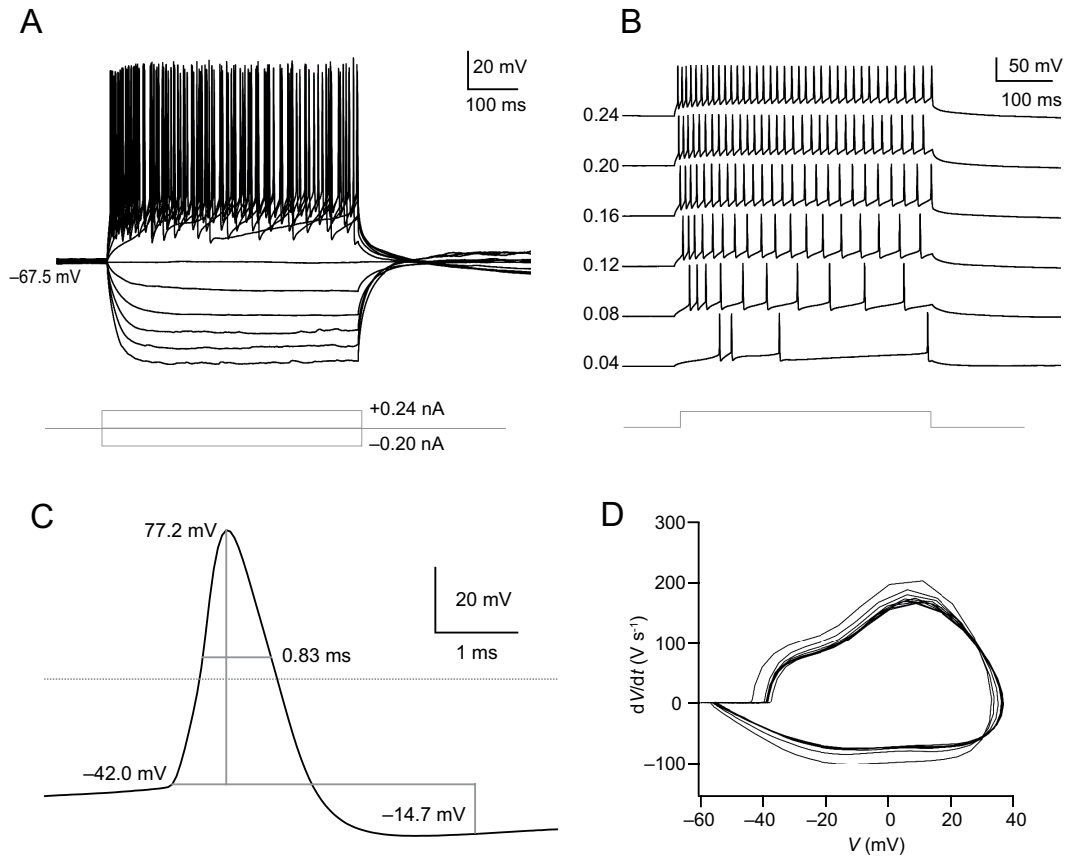 A
20 mV
100 ms
–67.5 mV
+0.24 nA
–0.20 nA
B
50 mV
100 ms
0.24
0.20
0.16
0.12
0.08
0.04
C
77.2 mV
20 mV
1 ms
0.83 ms
–42.0 mV
–14.7 mV
D
300
200
100
0
–100
dV/dt (V s⁻¹)
–60 –40 –20 0 20 40
V (mV)